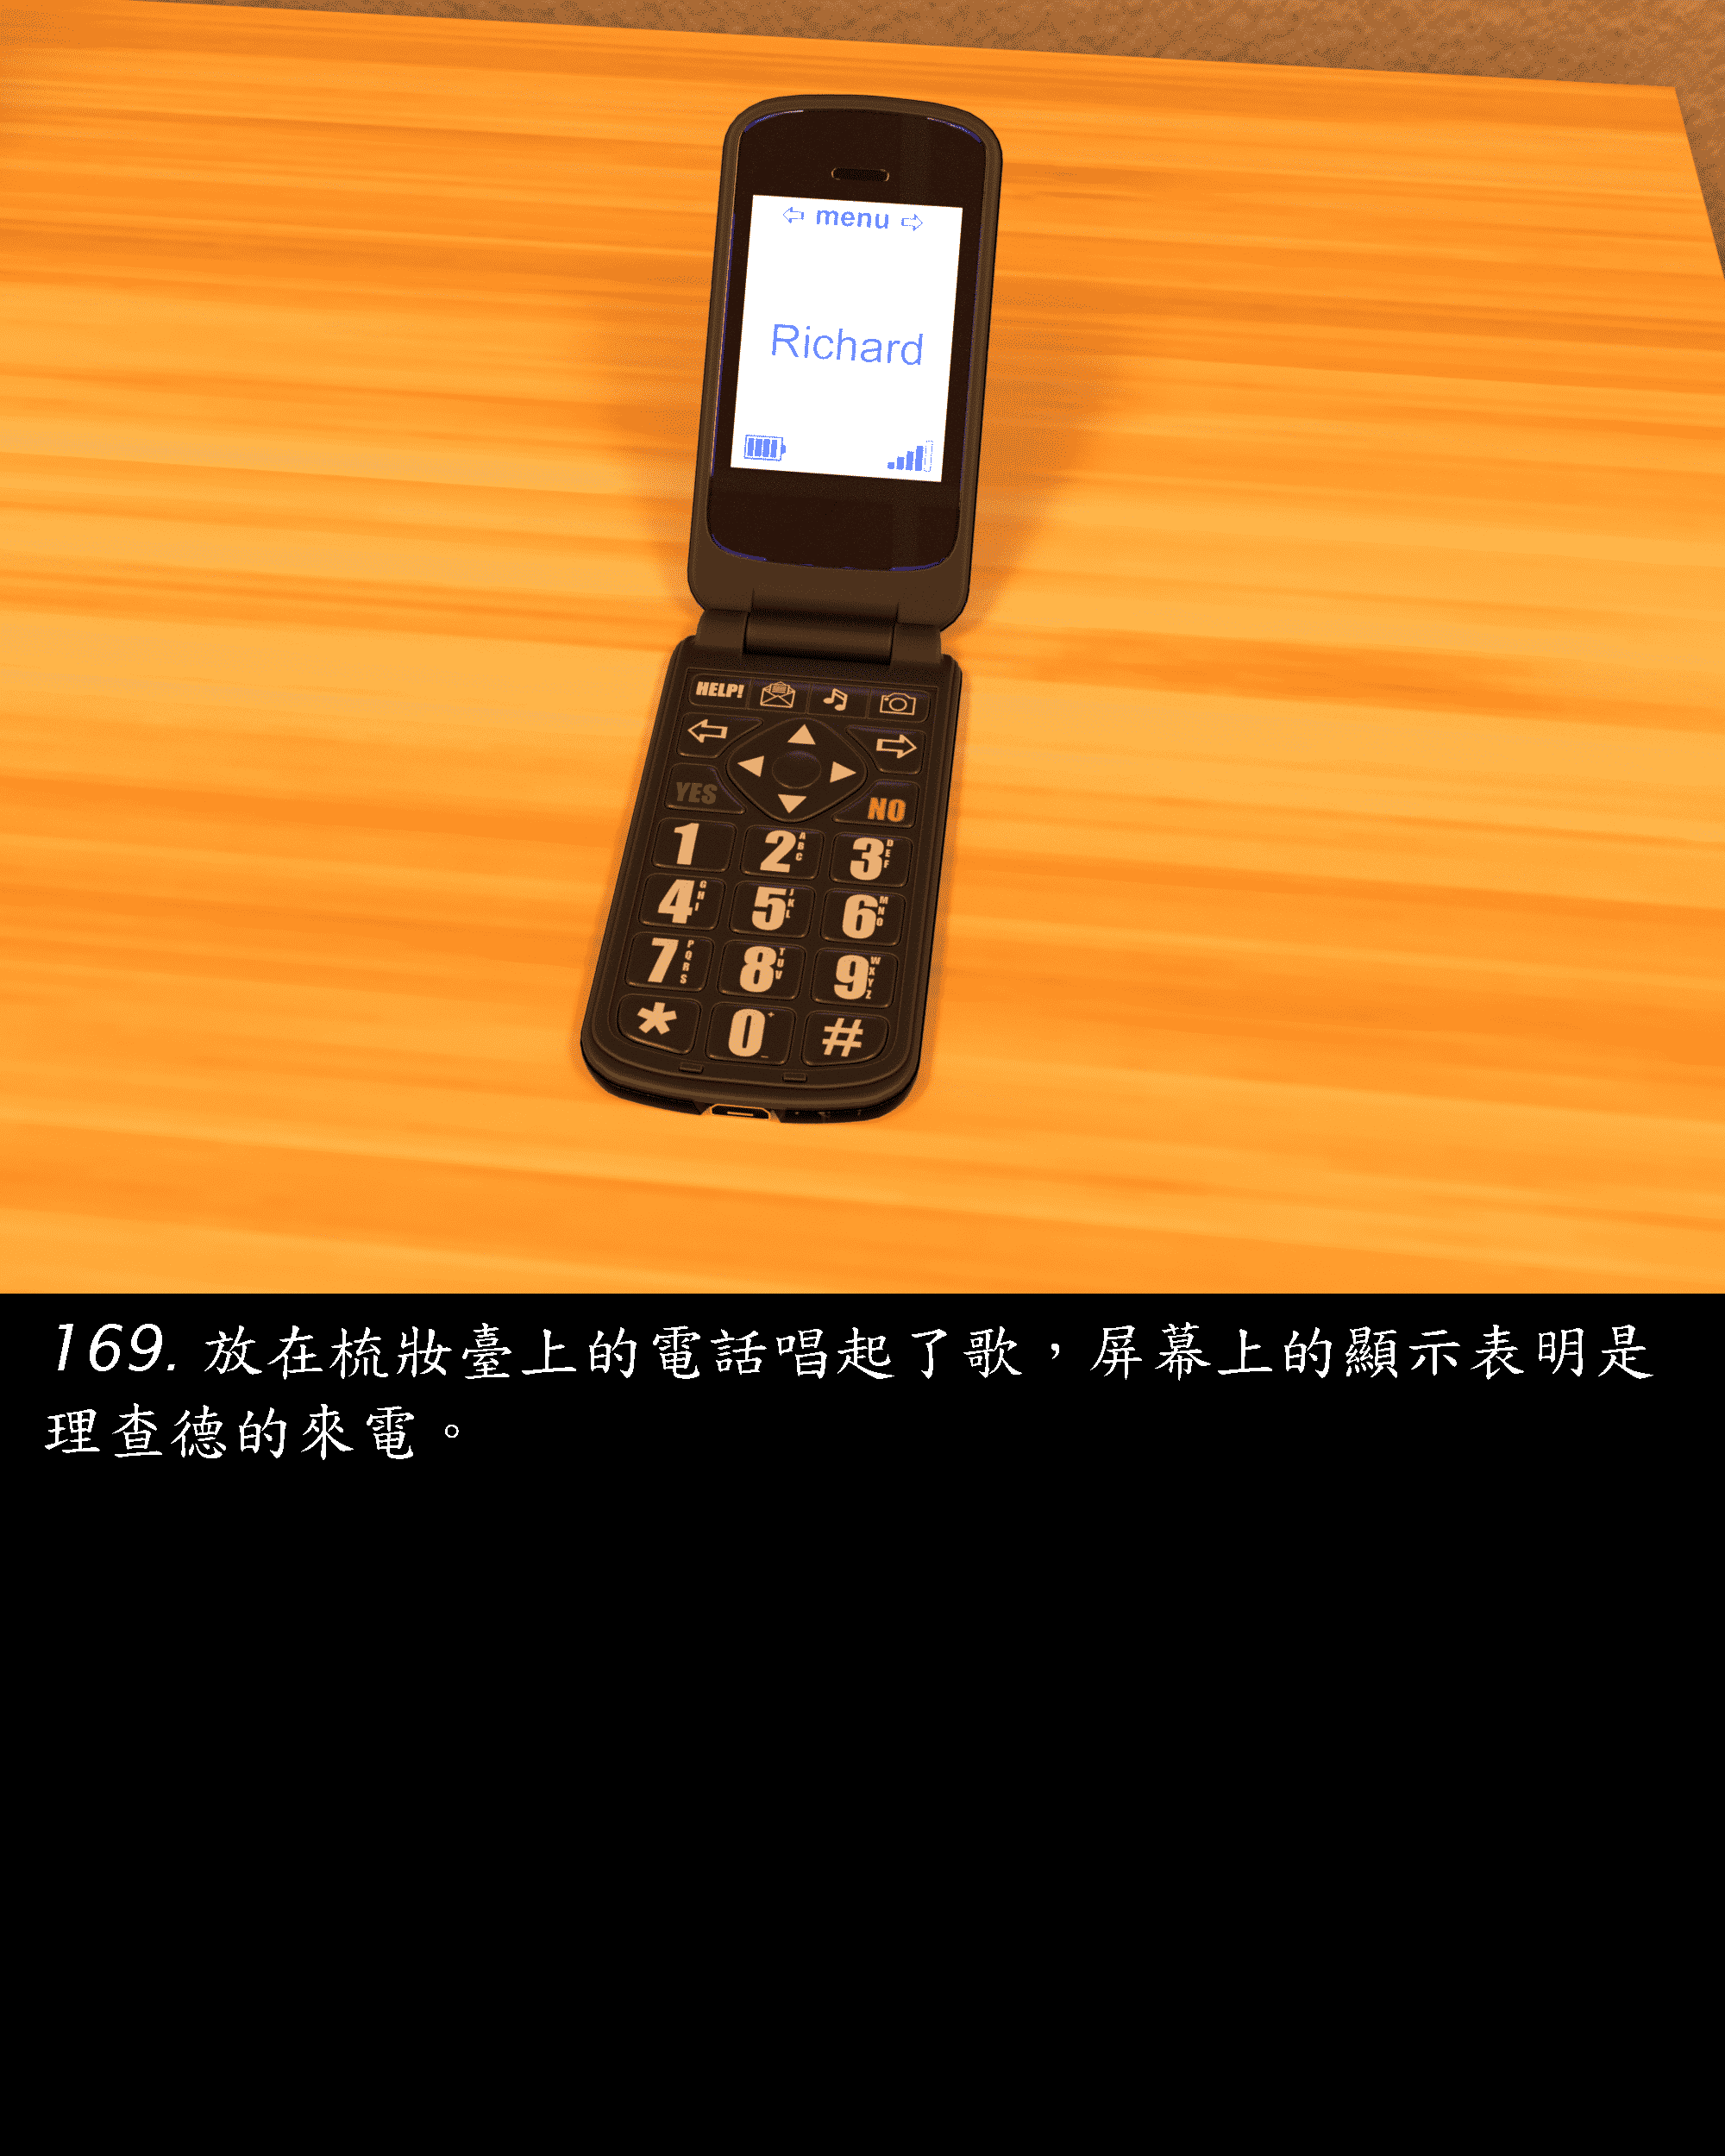 ⇦ menu ⇨
Richard
HELP!
YES
NO
1 2 ABC 3 DEF
4 GHI 5 JKL 6 MNO
7 PQRS 8 TUV 9 WXYZ
* 0 + _ #
169. 放在梳妝臺上的電話唱起了歌，屏幕上的顯示表明是
理查德的來電。